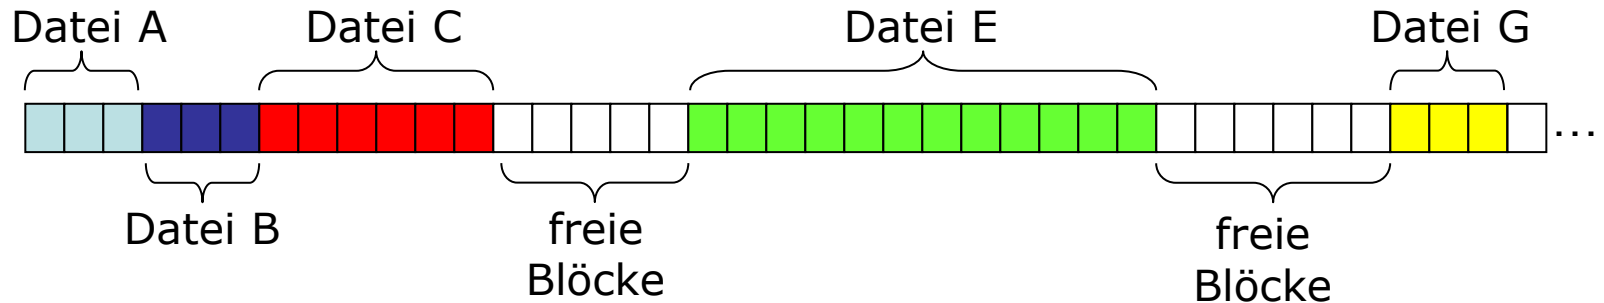 Datei A
Datei C
Datei E
Datei G
...
Datei B
freie
Blöcke
freie
Blöcke